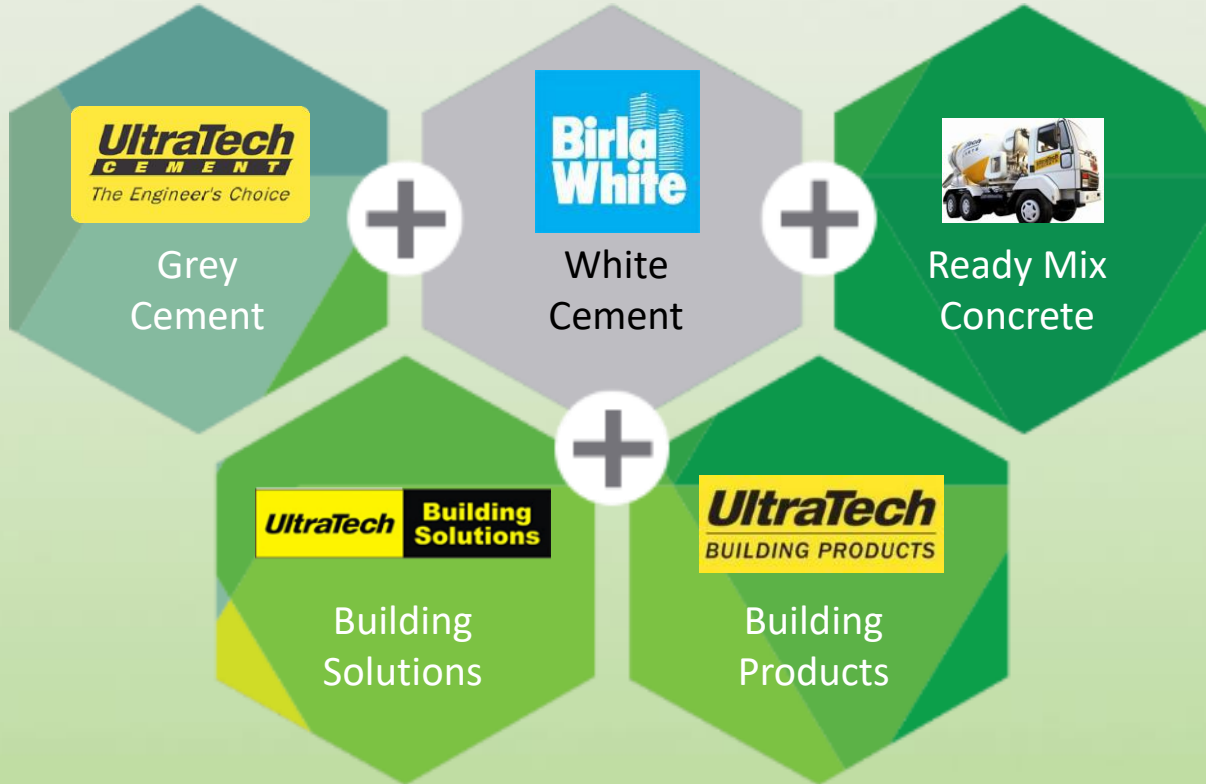 UltraTech
CEMENT
The Engineer's Choice
Grey
Cement
Birla
White
White
Cement
Ready Mix
Concrete
UltraTech
Building
Solutions
Building
Solutions
UltraTech
BUILDING PRODUCTS
Building
Products